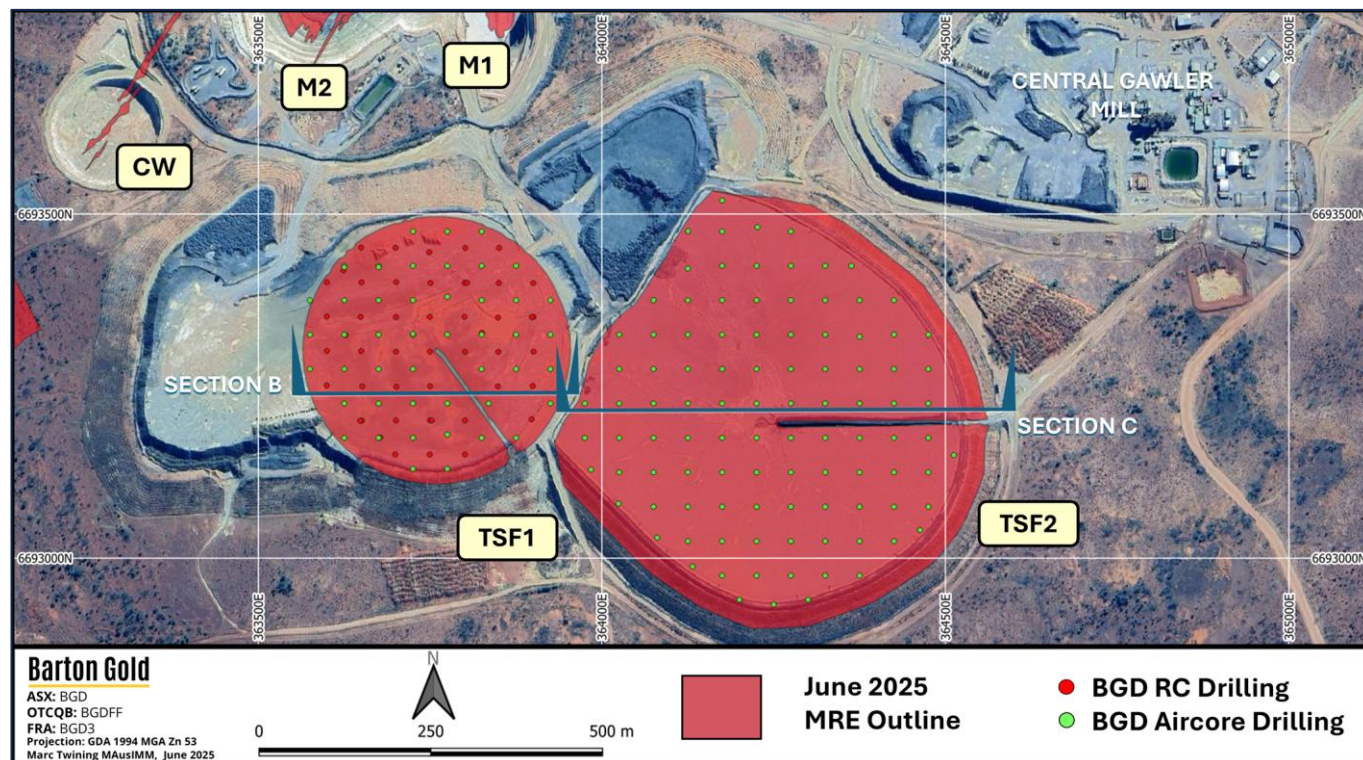 363500E
364000E
364500E
365000E
M2
M1
CENTRAL GAWLER
MILL
CW
6693500N
6693500N
SECTION B
SECTION C
TSF1
TSF2
6693000N
6693000N
363500E
364000E
364500E
365000E
Barton Gold
ASX: BGD
OTCQB: BGDFF
FRA: BGD3
Projection: GDA 1994 MGA Zn 53
Marc Twining MAusIMM, June 2025
N
0 250 500 m
June 2025
MRE Outline
BGD RC Drilling
BGD Aircore Drilling